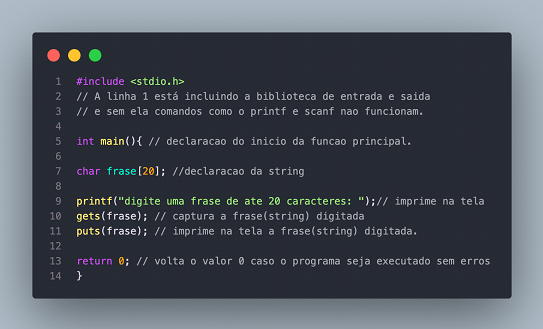 1 #include <stdio.h>
2 // A linha 1 está incluindo a biblioteca de entrada e saida
3 // e sem ela comandos como o printf e scanf nao funcionam.
4
5 int main(){ // declaracao do inicio da funcao principal.
6
7 char frase[20]; //declaracao da string
8
9 printf("digite uma frase de ate 20 caracteres: ");// imprime na tela
10 gets(frase); // captura a frase(string) digitada
11 puts(frase); // imprime na tela a frase(string) digitada.
12
13 return 0; // volta o valor 0 caso o programa seja executado sem erros
14 }